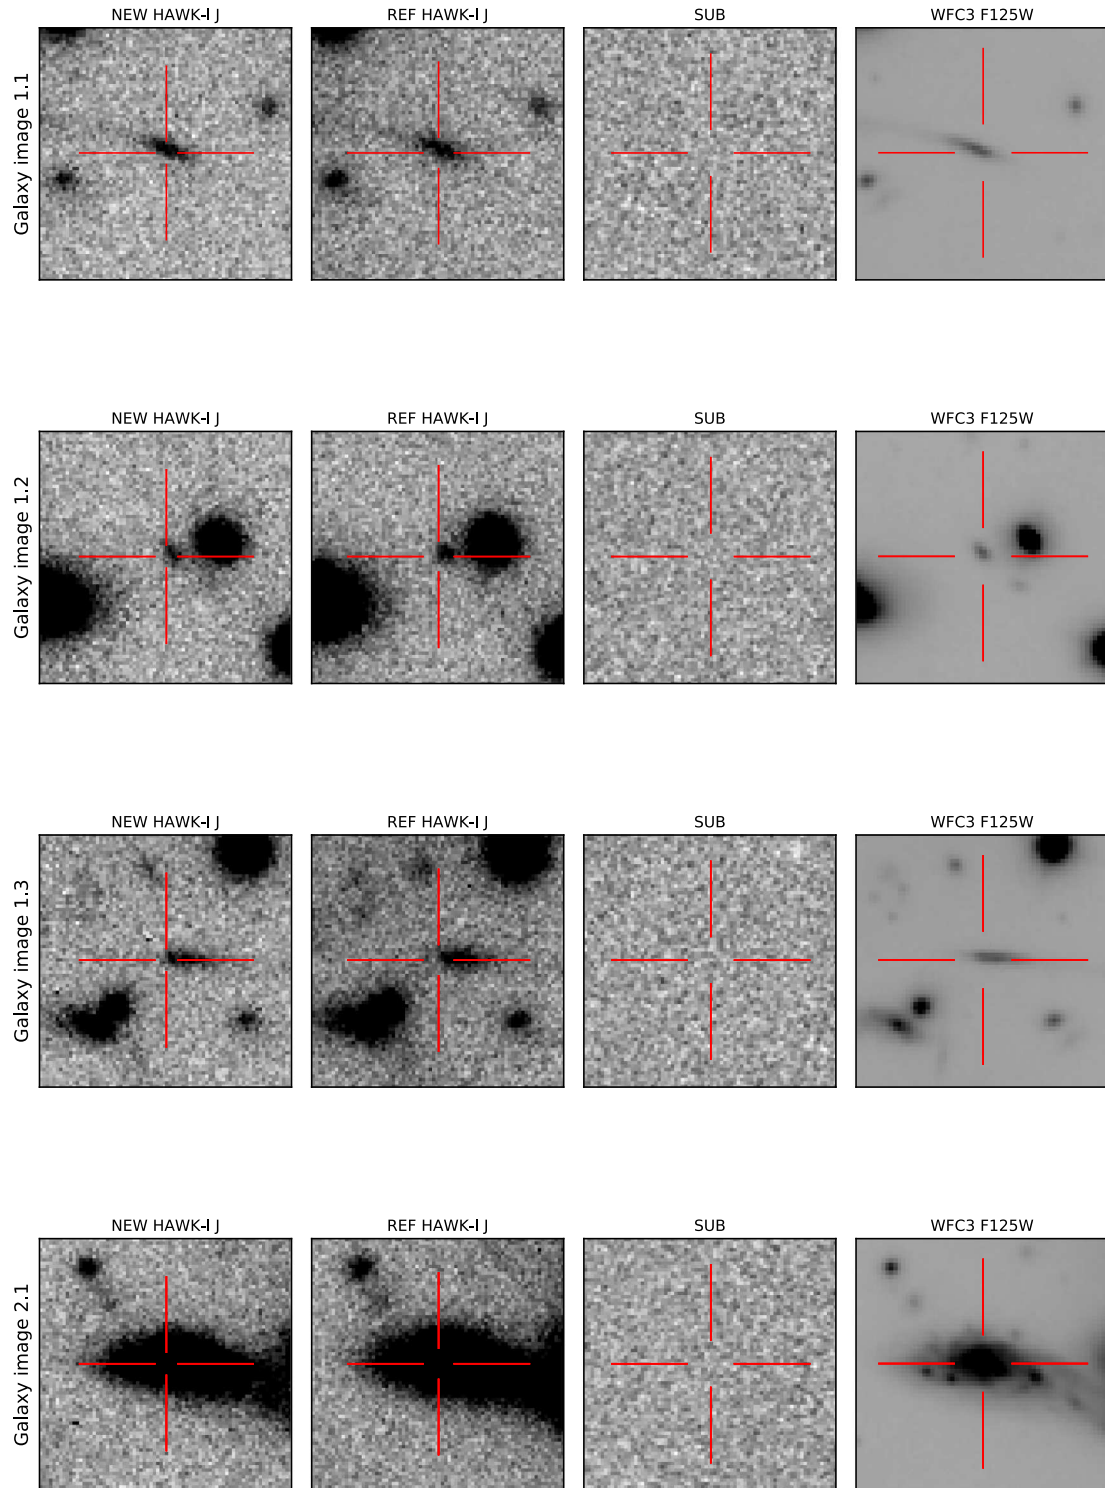 NEW HAWK-I J REF HAWK-I J SUB WFC3 F125W
Galaxy image 1.1
NEW HAWK-I J REF HAWK-I J SUB WFC3 F125W
Galaxy image 1.2
NEW HAWK-I J REF HAWK-I J SUB WFC3 F125W
Galaxy image 1.3
NEW HAWK-I J REF HAWK-I J SUB WFC3 F125W
Galaxy image 2.1